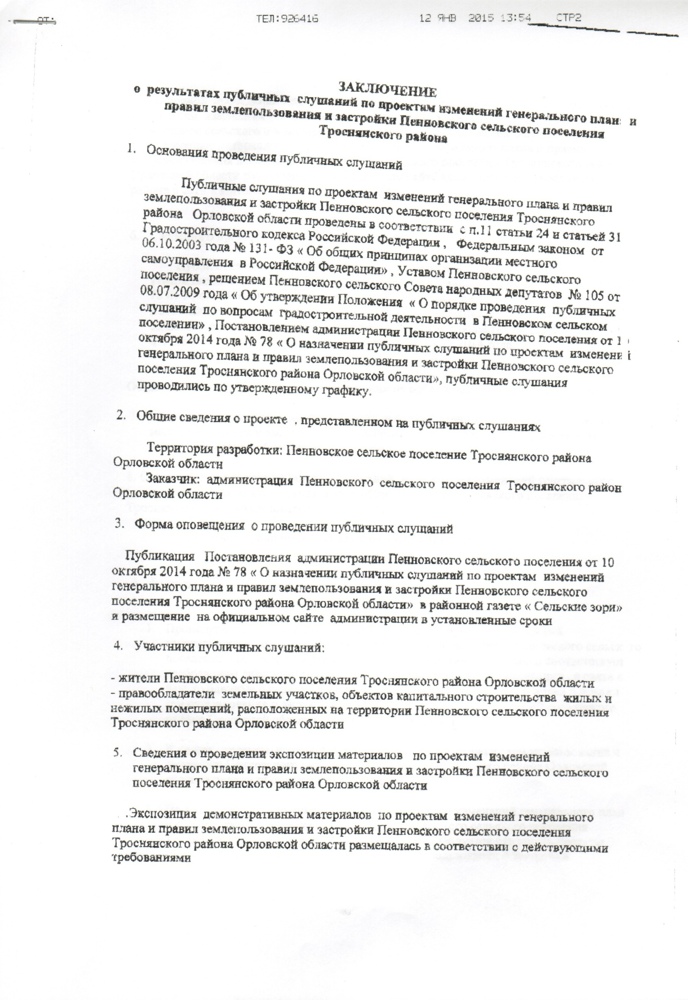 ОТ: ТЕЛ:926416 12 ЯНВ 2015 13:54 СТР2
ЗАКЛЮЧЕНИЕ
о результатах публичных слушаний по проектам изменений генерального план и
правил землепользования и застройки Пенновского сельского поселения
Троснянского района
1. Основания проведения публичных слушаний
Публичные слушания по проектам изменений генерального плана и правил
землепользования и застройки Пенновского сельского поселения Троснянского
района Орловской области проведены в соответствии с п.11 статьи 24 и статьей 31
Градостроительного кодекса Российской Федерации , Федеральным законом от
06.10.2003 года № 131- ФЗ « Об общих принципах организации местного
самоуправления в Российской Федерации» , Уставом Пенновского сельского
поселения , решением Пенновского сельского Совета народных депутатов № 105 от
08.07.2009 года « Об утверждении Положения « О порядке проведения публичных
слушаний по вопросам градостроительной деятельности в Пенновском сельском
поселении» , Постановлением администрации Пенновского сельского поселения от
октября 2014 года № 78 « О назначении публичных слушаний по проектам изменени
генерального плана и правил землепользования и застройки Пенновского сельского
поселения Троснянского района Орловской области», публичные слушания
проводились по утвержденному графику.
2. Общие сведения о проекте , представленном на публичных слушаниях
Территория разработки: Пенновское сельское поселение Троснянского района
Орловской области
Заказчик: администрация Пенновского сельского поселения Троснянского район
Орловской области
3. Форма оповещения о проведении публичных слушаний
Публикация Постановления администрации Пенновского сельского поселения от 10
октября 2014 года № 78 « О назначении публичных слушаний по проектам изменений
генерального плана и правил землепользования и застройки Пенновского сельского
поселения Троснянского района Орловской области» в районной газете « Сельские зори»
и размещение на официальном сайте администрации в установленные сроки
4. Участники публичных слушаний:
- жители Пенновского сельского поселения Троснянского района Орловской области
- правообладатели земельных участков, объектов капитального строительства жилых и
нежилых помещений, расположенных на территории Пенновского сельского поселения
Троснянского района Орловской области
5. Сведения о проведении экспозиции материалов по проектам изменений
генерального плана и правил землепользования и застройки Пенновского сельского
поселения Троснянского района Орловской области
.Экспозиция демонстративных материалов по проектам изменений генерального
плана и правил землепользования и застройки Пенновского сельского поселения
Троснянского района Орловской области размещалась в соответствии с действующими
требованиями